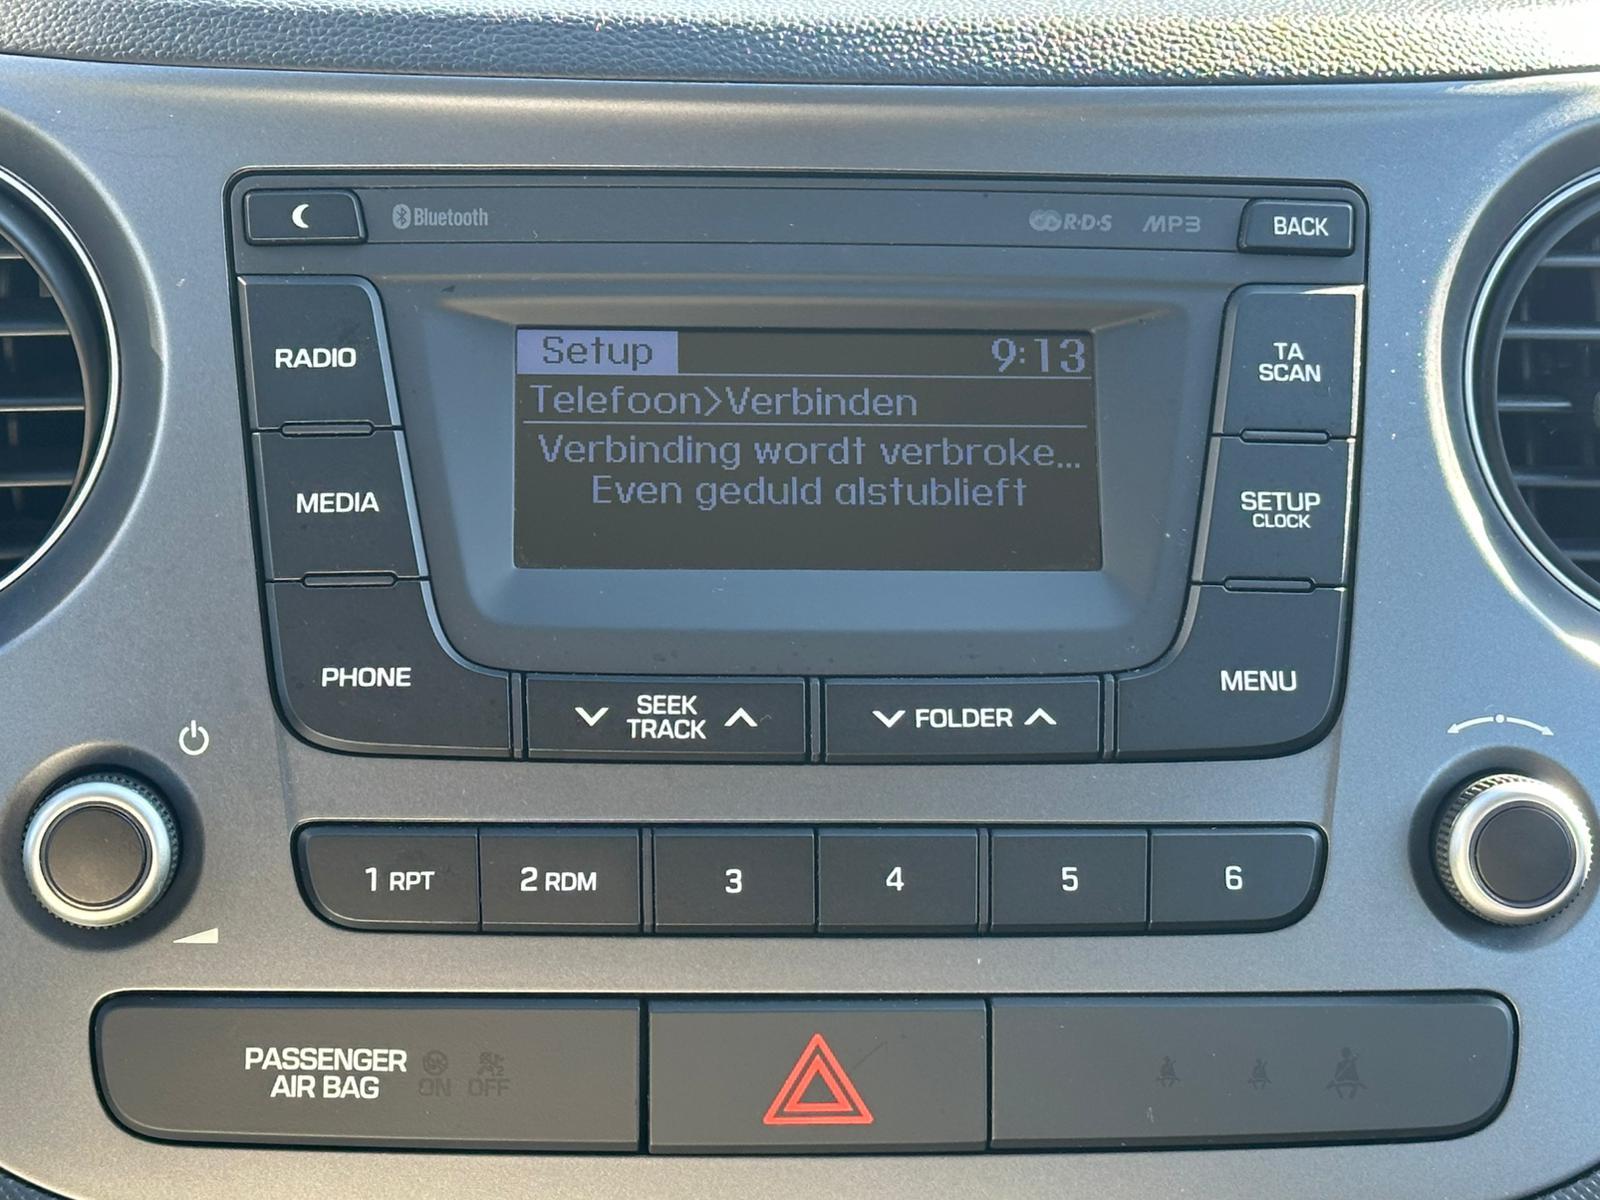 Bluetooth
R·D·S
MP3
BACK
RADIO
Setup
9:13
TA
SCAN
Telefoon>Verbinden
Verbinding wordt verbroke...
Even geduld alstublieft
MEDIA
SETUP
CLOCK
PHONE
SEEK
TRACK
FOLDER
MENU
1 RPT
2 RDM
3
4
5
6
PASSENGER
AIR BAG
ON
OFF